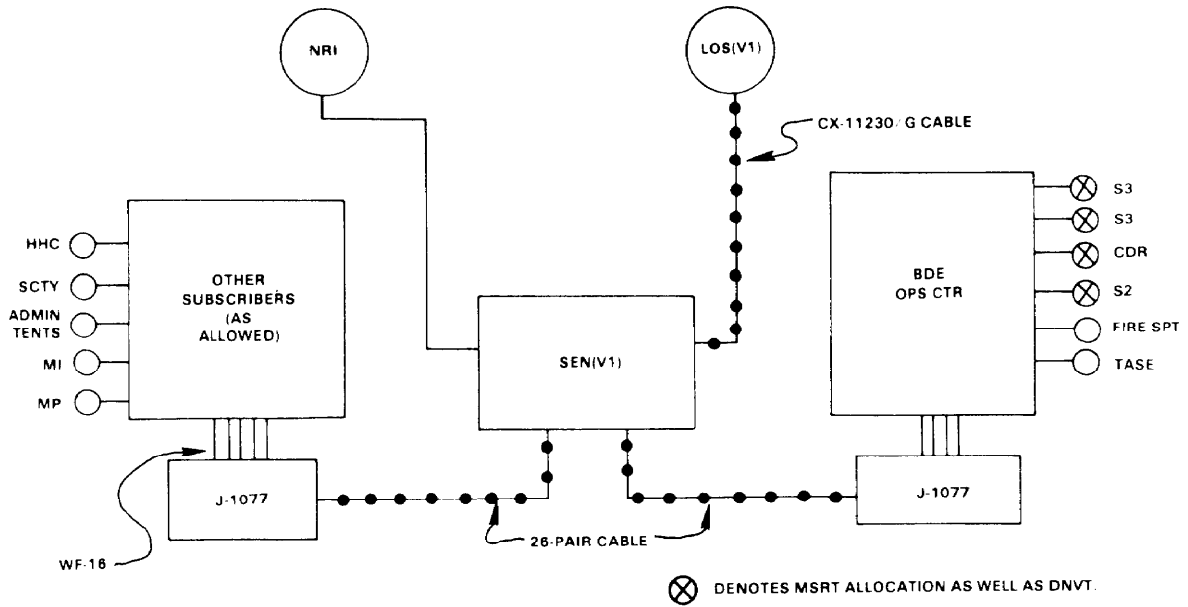 NRI
LOS(V1)
CX-11230/G CABLE
HHC
SCTY
ADMIN
TENTS
MI
MP
OTHER
SUBSCRIBERS
(AS
ALLOWED)
SEN(V1)
BDE
OPS CTR
S3
S3
CDR
S2
FIRE SPT
TASE
J-1077
J-1077
WF-16
26-PAIR CABLE
DENOTES MSRT ALLOCATION AS WELL AS DNVT.